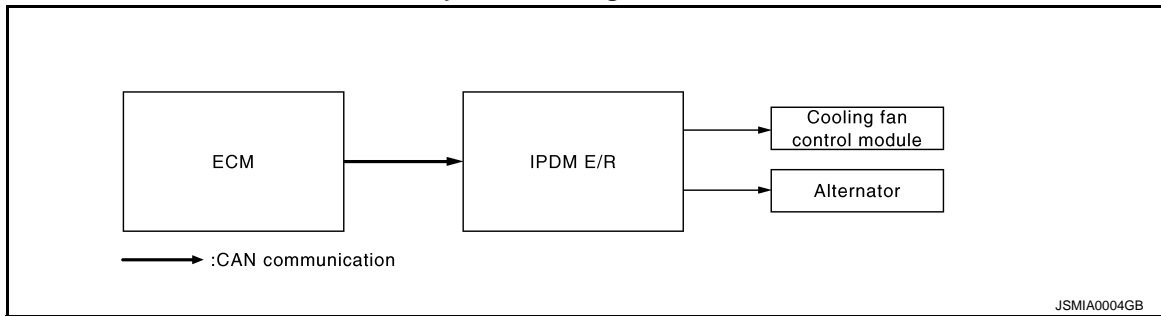 ECM
IPDM E/R
Cooling fan
control module
Alternator
:CAN communication
JSMIA0004GB